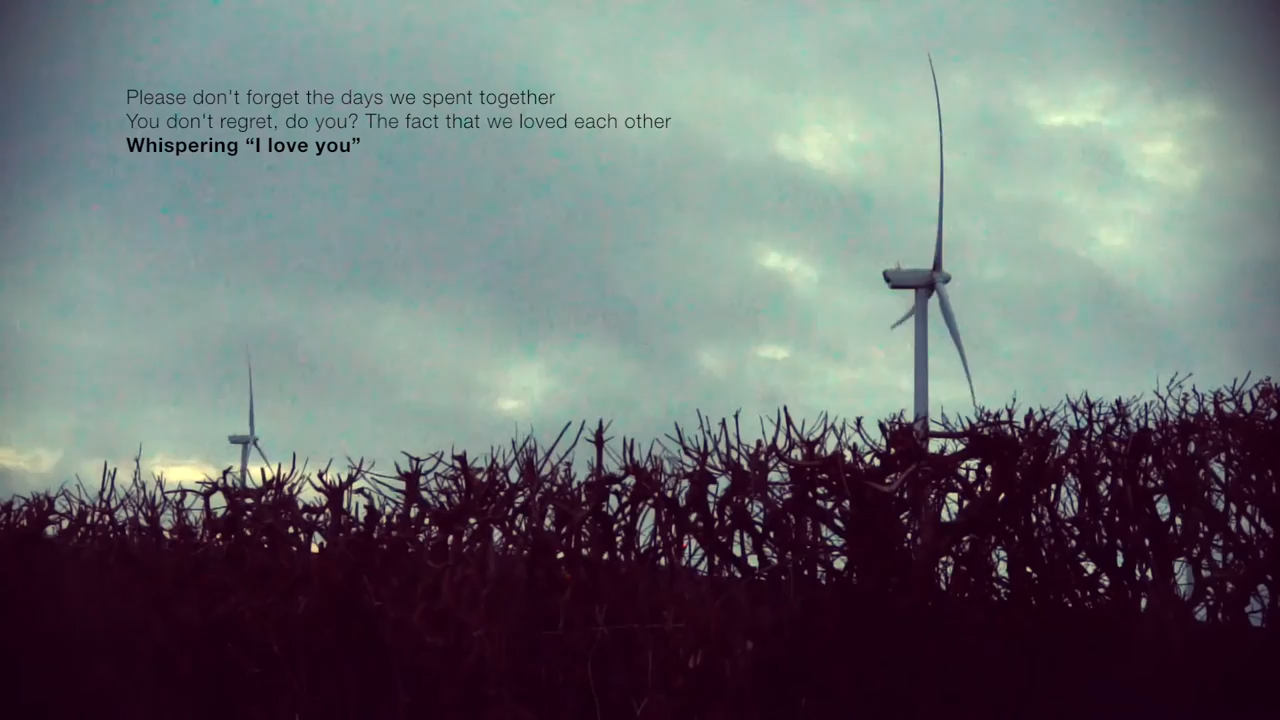 Please don't forget the days we spent together
You don't regret, do you? The fact that we loved each other
Whispering “I love you”